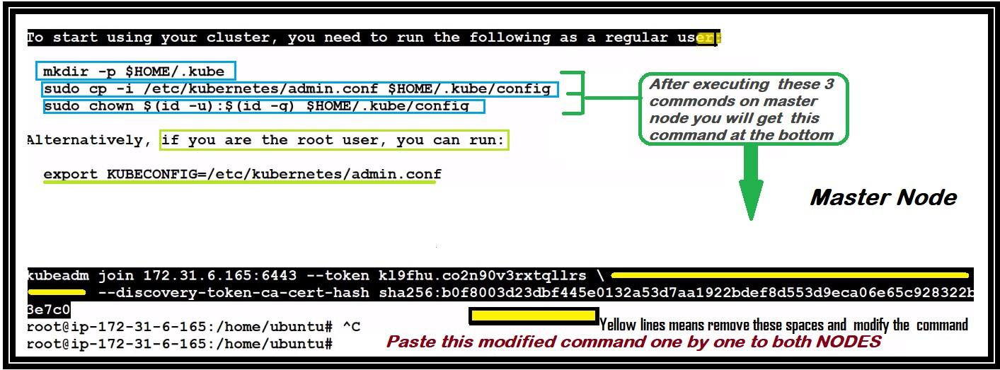 To start using your cluster, you need to run the following as a regular user:
mkdir -p $HOME/.kube
sudo cp -i /etc/kubernetes/admin.conf $HOME/.kube/config
sudo chown $(id -u):$(id -g) $HOME/.kube/config
After executing these 3
commonds on master
node you will get this
command at the bottom
Alternatively, if you are the root user, you can run:
export KUBECONFIG=/etc/kubernetes/admin.conf
Master Node
kubeadm join 172.31.6.165:6443 --token kl9fhu.co2n90v3rxtqllrs \
--discovery-token-ca-cert-hash sha256:b0f8003d23dbf445e0132a53d7aa1922bdef8d553d9eca06e65c928322b
3e7c0
root@ip-172-31-6-165:/home/ubuntu# ^C
Yellow lines means remove these spaces and modify the command
root@ip-172-31-6-165:/home/ubuntu#
Paste this modified command one by one to both NODES